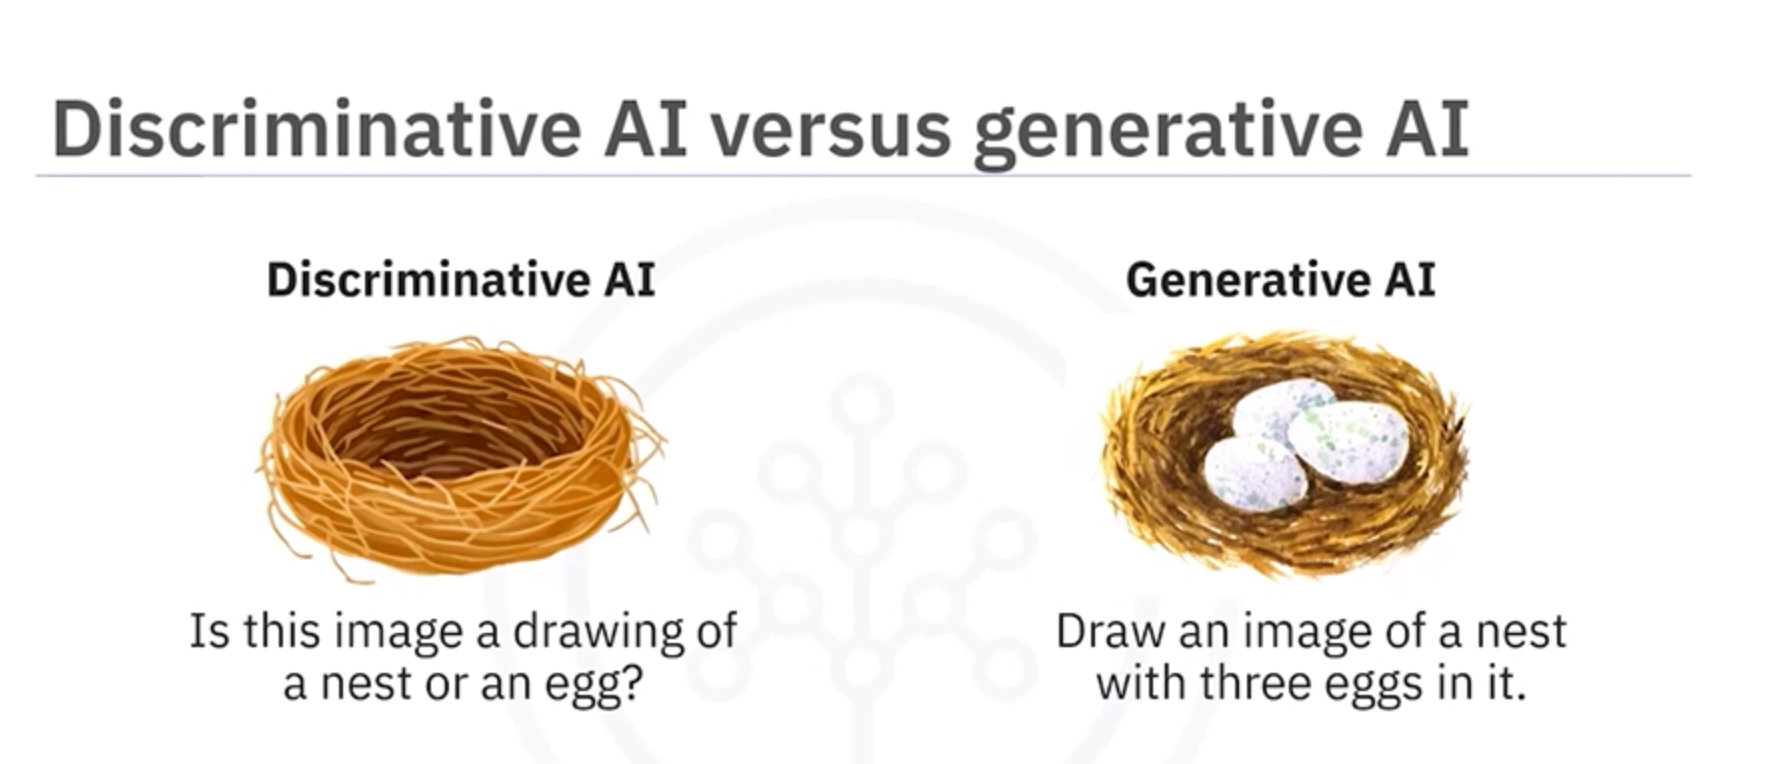 Discriminative AI versus generative AI
Discriminative AI
Is this image a drawing of
a nest or an egg?
Generative AI
Draw an image of a nest
with three eggs in it.